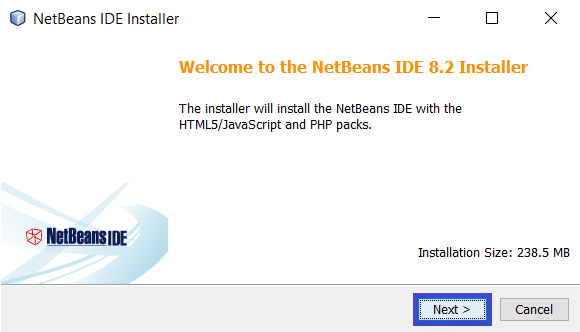 NetBeans IDE Installer
Welcome to the NetBeans IDE 8.2 Installer
The installer will install the NetBeans IDE with the
HTML5/JavaScript and PHP packs.
NetBeans IDE
Installation Size: 238.5 MB
Next >
Cancel